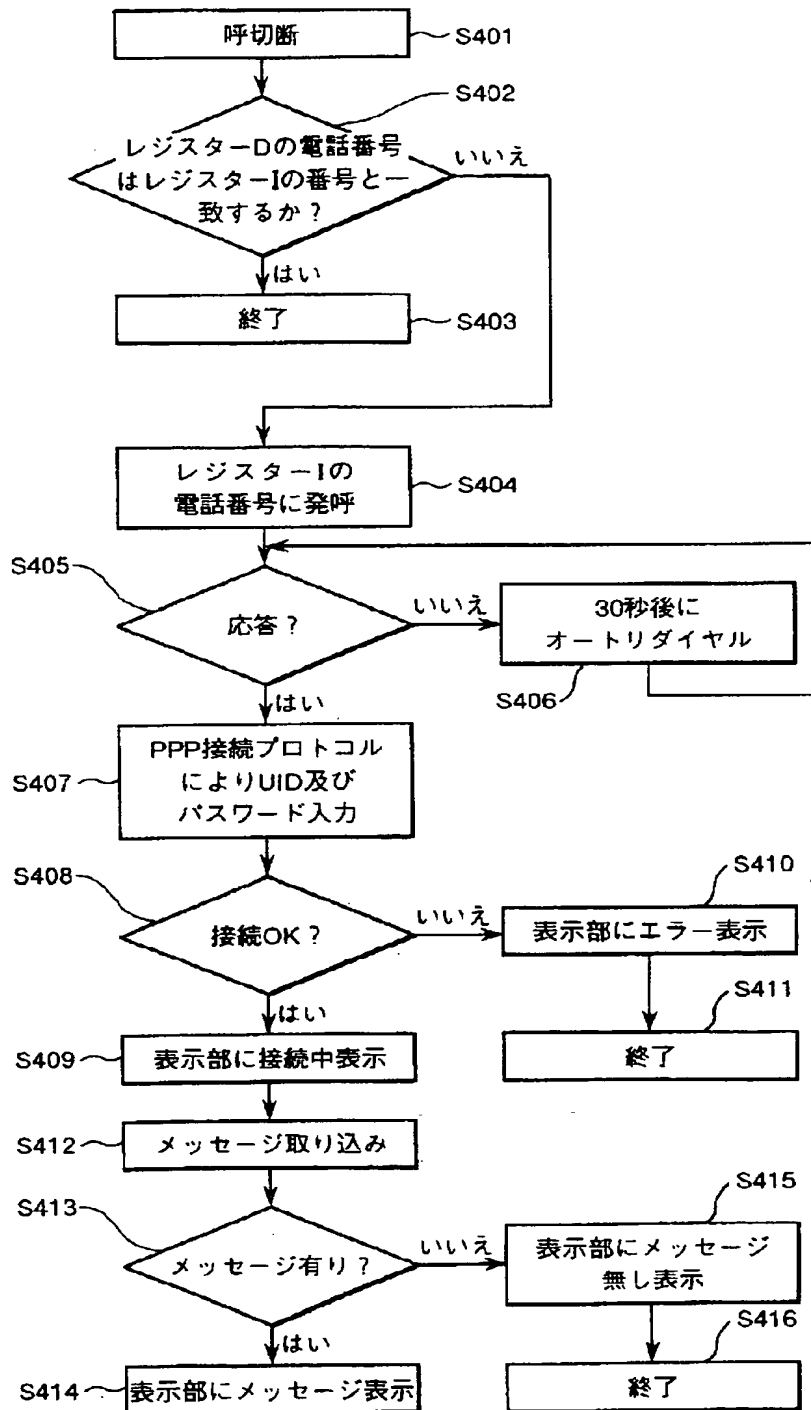 呼切断
S401
S402
レジスターDの電話番号
はレジスターIの番号と一
致するか？
いいえ
はい
終了
S403
レジスターIの
電話番号に発呼
S404
S405
応答？
いいえ
30秒後に
オートリダイヤル
S406
はい
S407
PPP接続プロトコル
によりUID及び
パスワード入力
S408
接続OK？
いいえ
S410
表示部にエラー表示
はい
S411
終了
S409
表示部に接続中表示
S412
メッセージ取り込み
S413
メッセージ有り？
いいえ
S415
表示部にメッセージ
無し表示
はい
S416
終了
S414
表示部にメッセージ表示